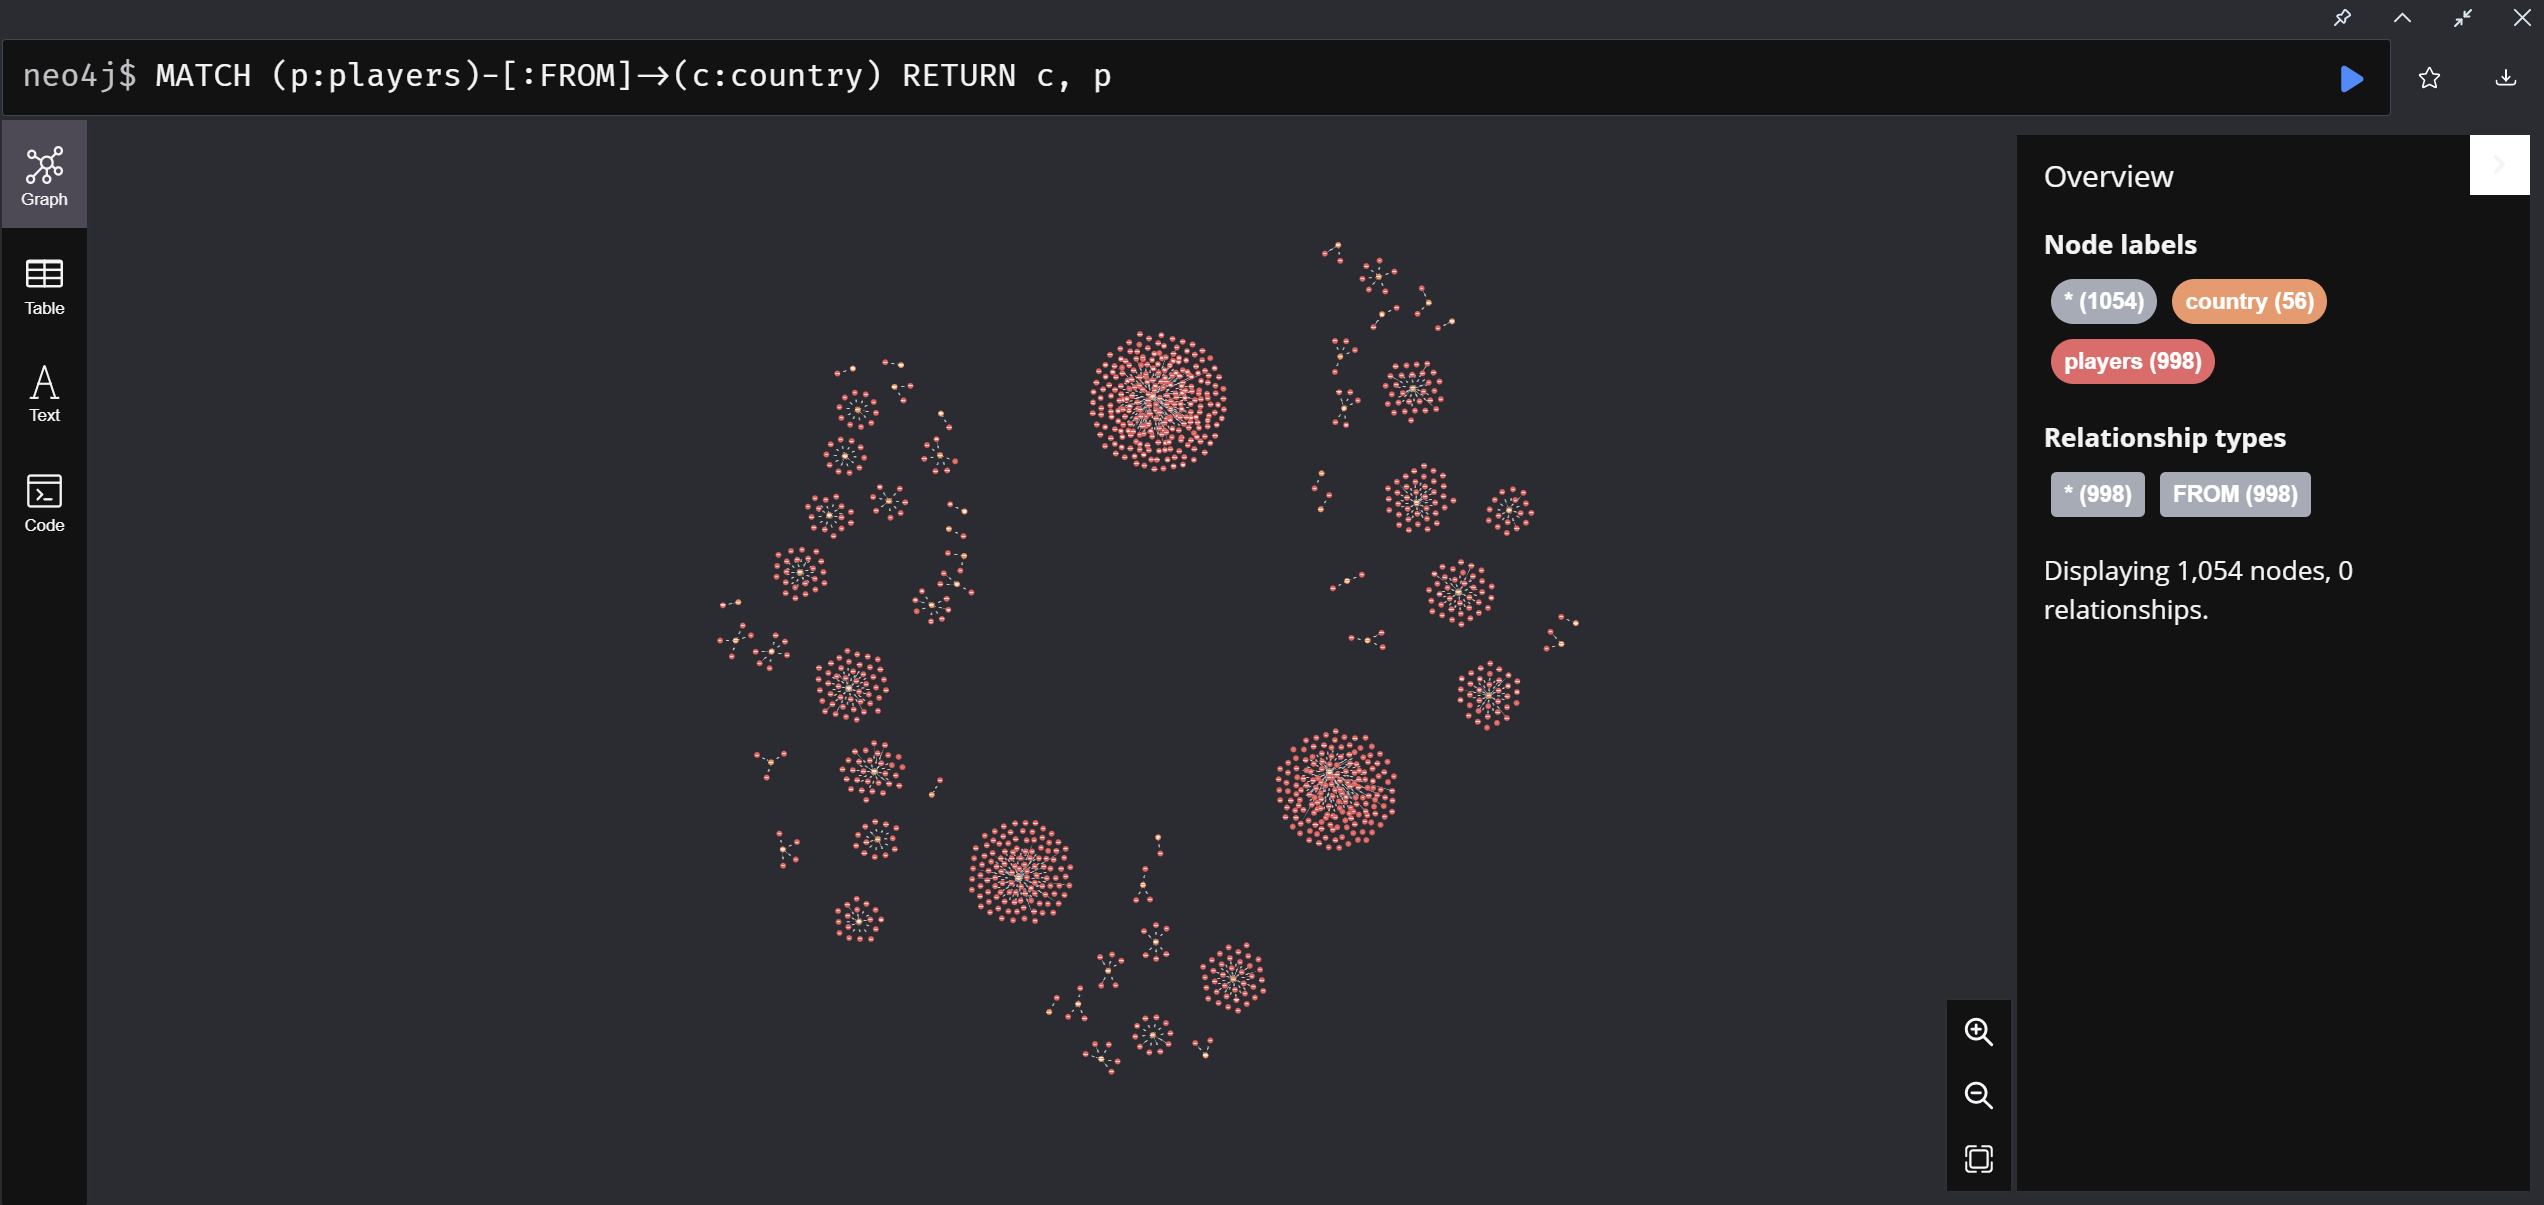 neo4j$ MATCH (p:players)-[:FROM]→(c:country) RETURN c, p
Graph
Table
Text
Code
Overview
Node labels
* (1054) country (56)
players (998)
Relationship types
* (998) FROM (998)
Displaying 1,054 nodes, 0
relationships.